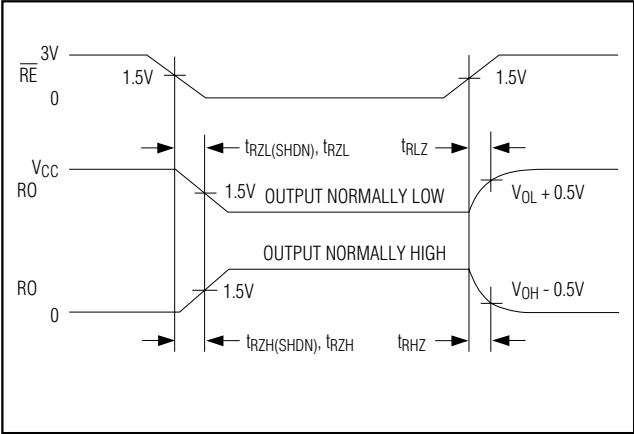 3V
RE
1.5V
1.5V
0
tRZL(SHDN), tRZL
tRLZ
VCC
RO
1.5V
OUTPUT NORMALLY LOW
VOL + 0.5V
OUTPUT NORMALLY HIGH
RO
1.5V
VOH - 0.5V
0
tRZH(SHDN), tRZH
tRHZ